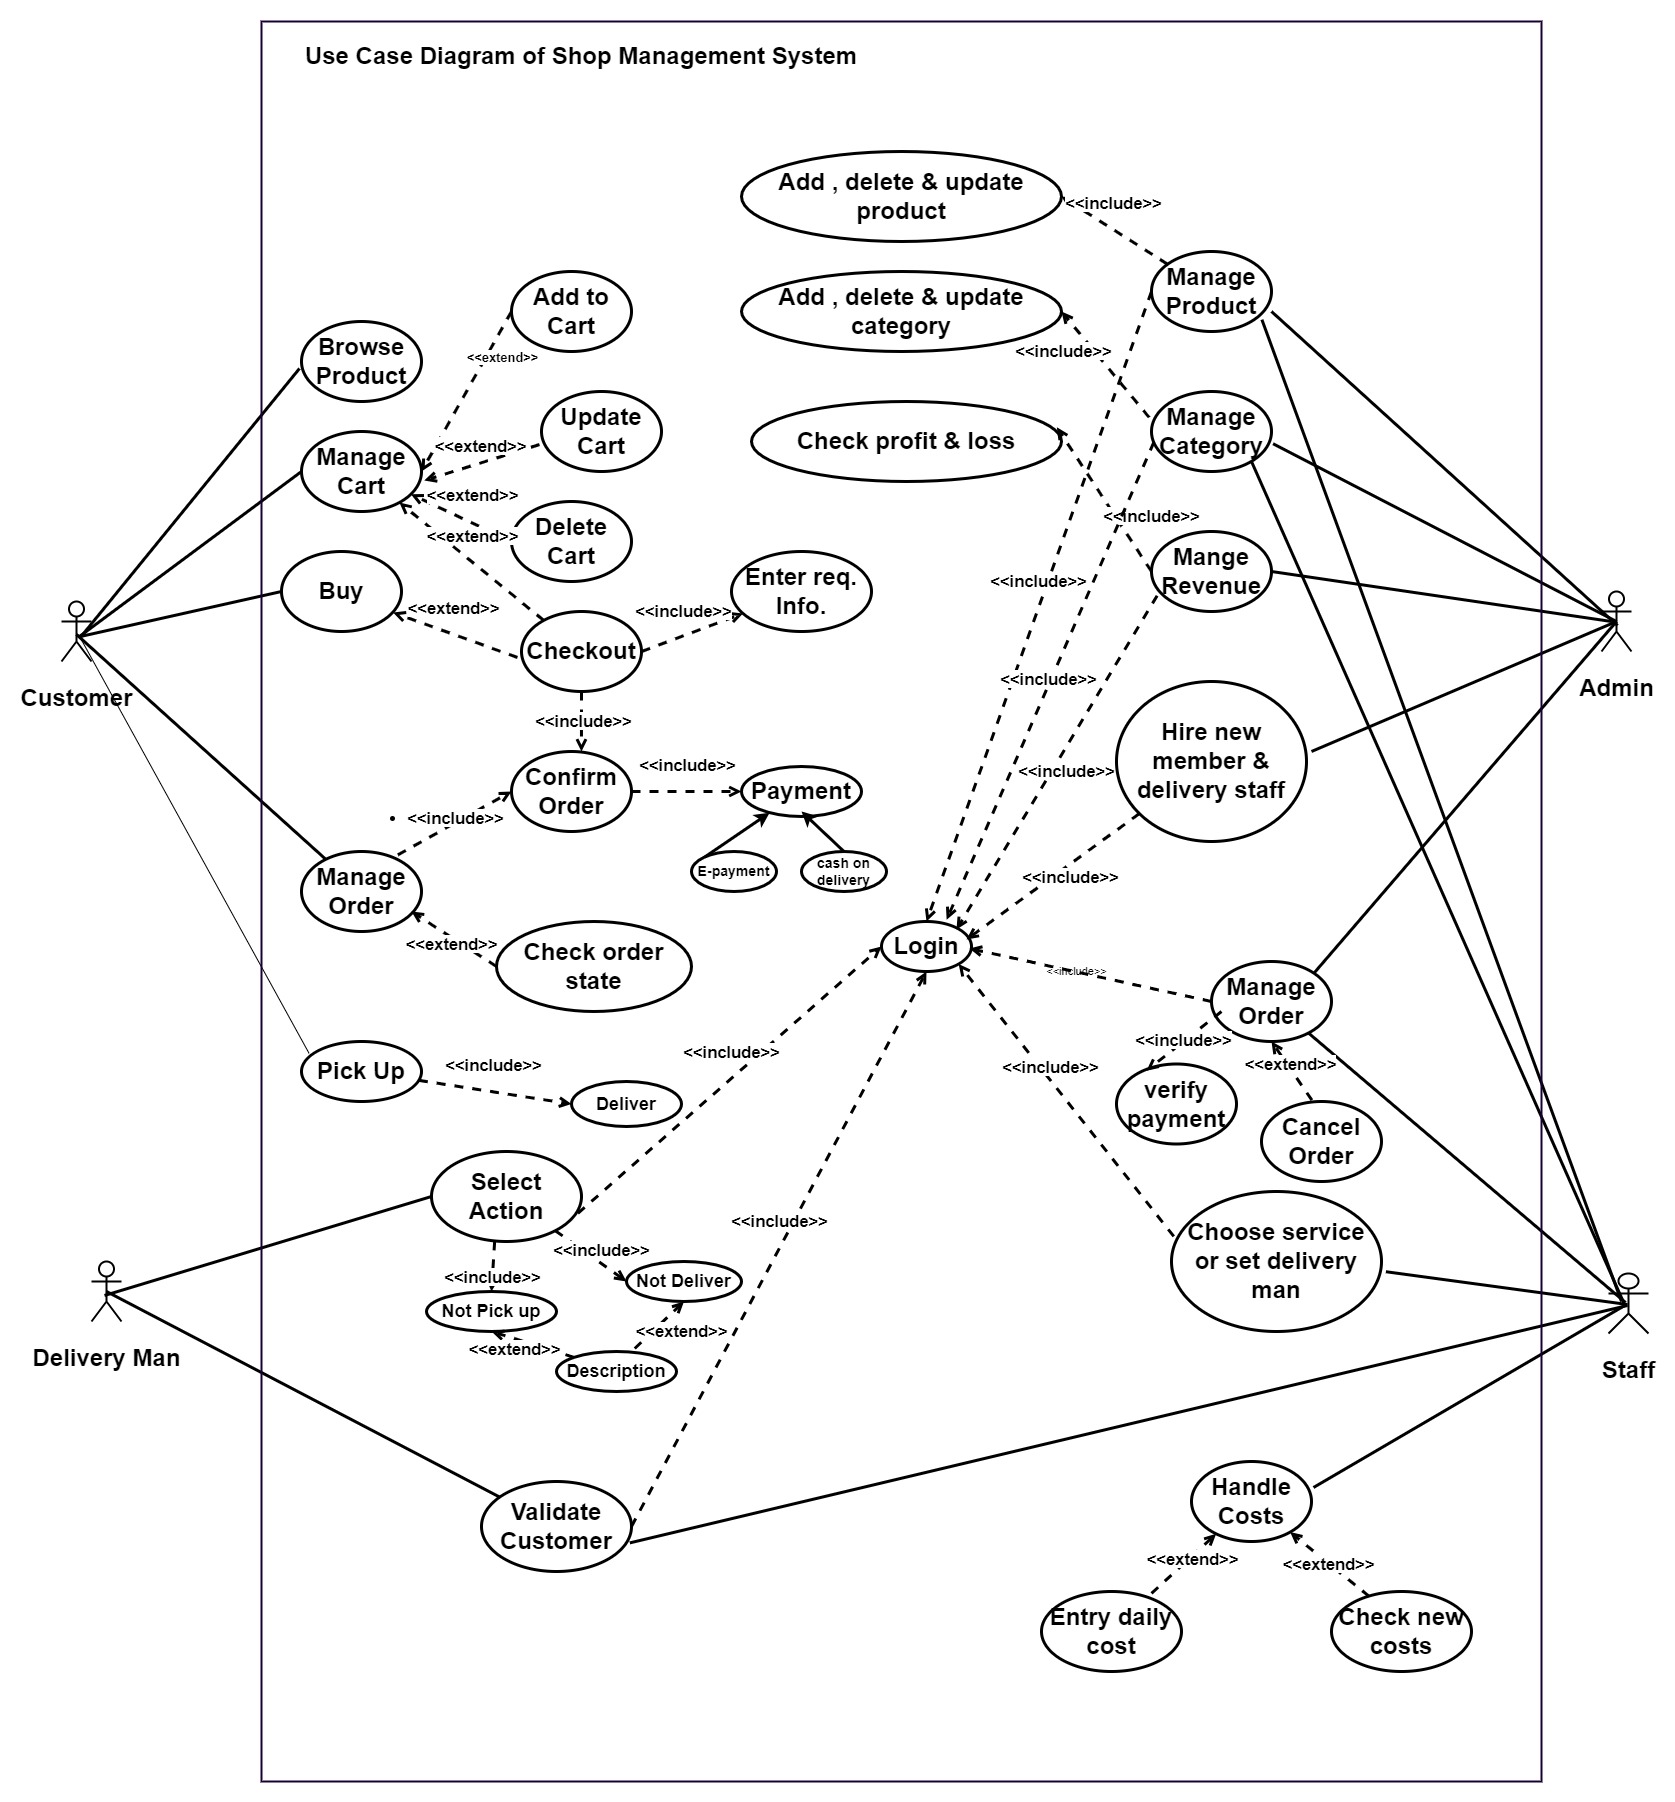 Use Case Diagram of Shop Management System
Add , delete & update
product
<<include>>
Manage
Product
Add to
Cart
Add , delete & update
category
<<include>>
Browse
Product
<<extend>>
Update
Cart
<<extend>>
Check profit & loss
Manage
Category
Manage
Cart
<<extend>>
<<extend>>
Delete
Cart
<<include>>
Mange
Revenue
Buy
<<extend>>
Enter req.
Info.
<<include>>
<<include>>
Checkout
Customer
Admin
<<include>>
<<include>>
Hire new
member &
delivery staff
Confirm
Order
<<include>>
Payment
<<include>>
• <<include>>
E-payment
cash on
delivery
Manage
Order
<<include>>
<<extend>>
Check order
state
Login
<<include>>
Manage
Order
<<include>>
<<include>>
<<extend>>
Pick Up
<<include>>
Deliver
<<include>>
verify
payment
Cancel
Order
Select
Action
<<include>>
Choose service
or set delivery
man
<<include>>
<<include>>
Not Deliver
Not Pick up
<<extend>>
<<extend>>
Description
Delivery Man
Staff
Validate
Customer
Handle
Costs
<<extend>>
<<extend>>
Entry daily
cost
Check new
costs